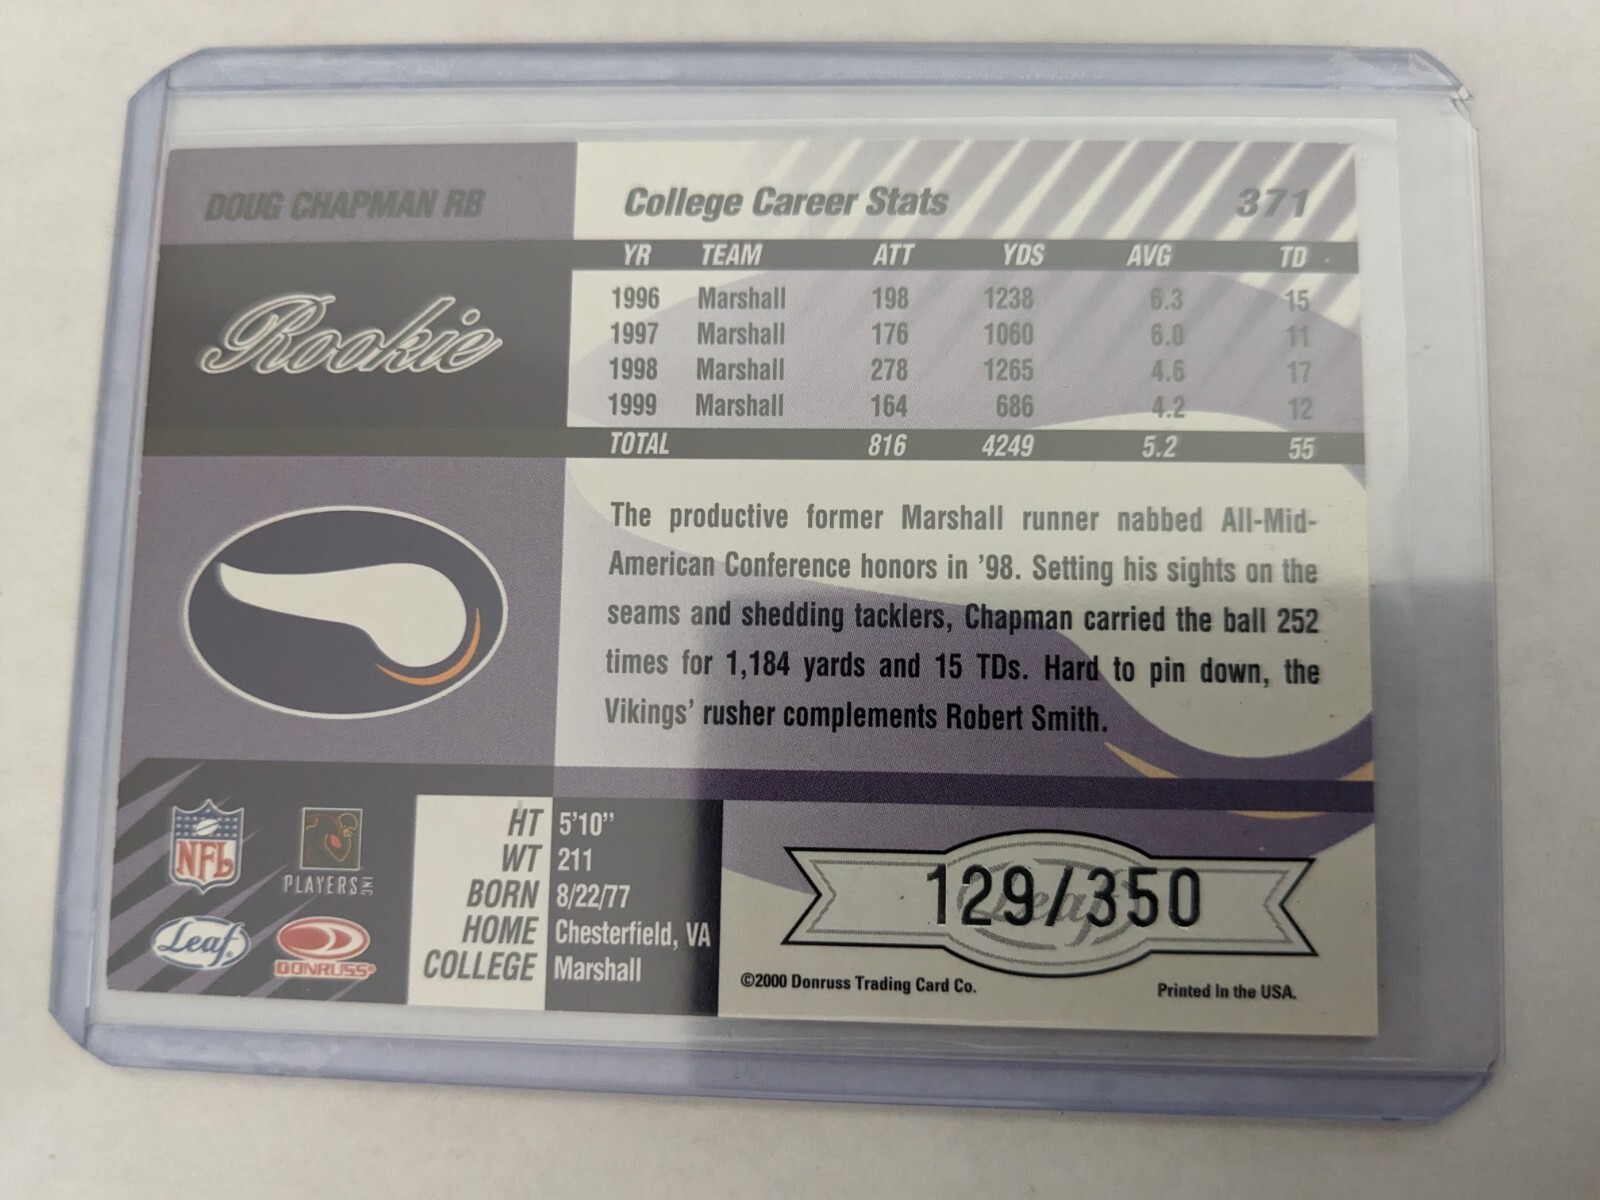 DOUG CHAPMAN RB
Rookie
College Career Stats 371
YR TEAM ATT YDS AVG TD
1996 Marshall 198 1238 6.3 15
1997 Marshall 176 1060 6.0 11
1998 Marshall 278 1265 4.6 17
1999 Marshall 164 686 4.2 12
TOTAL 816 4249 5.2 55
The productive former Marshall runner nabbed All-Mid-
American Conference honors in '98. Setting his sights on the
seams and shedding tacklers, Chapman carried the ball 252
times for 1,184 yards and 15 TDs. Hard to pin down, the
Vikings' rusher complements Robert Smith.
NFL
PLAYERS INC
Leaf®
DONRUSS®
HT 5'10"
WT 211
BORN 8/22/77
HOME Chesterfield, VA
COLLEGE Marshall
Leaf
129/350
©2000 Donruss Trading Card Co.
Printed In the USA.